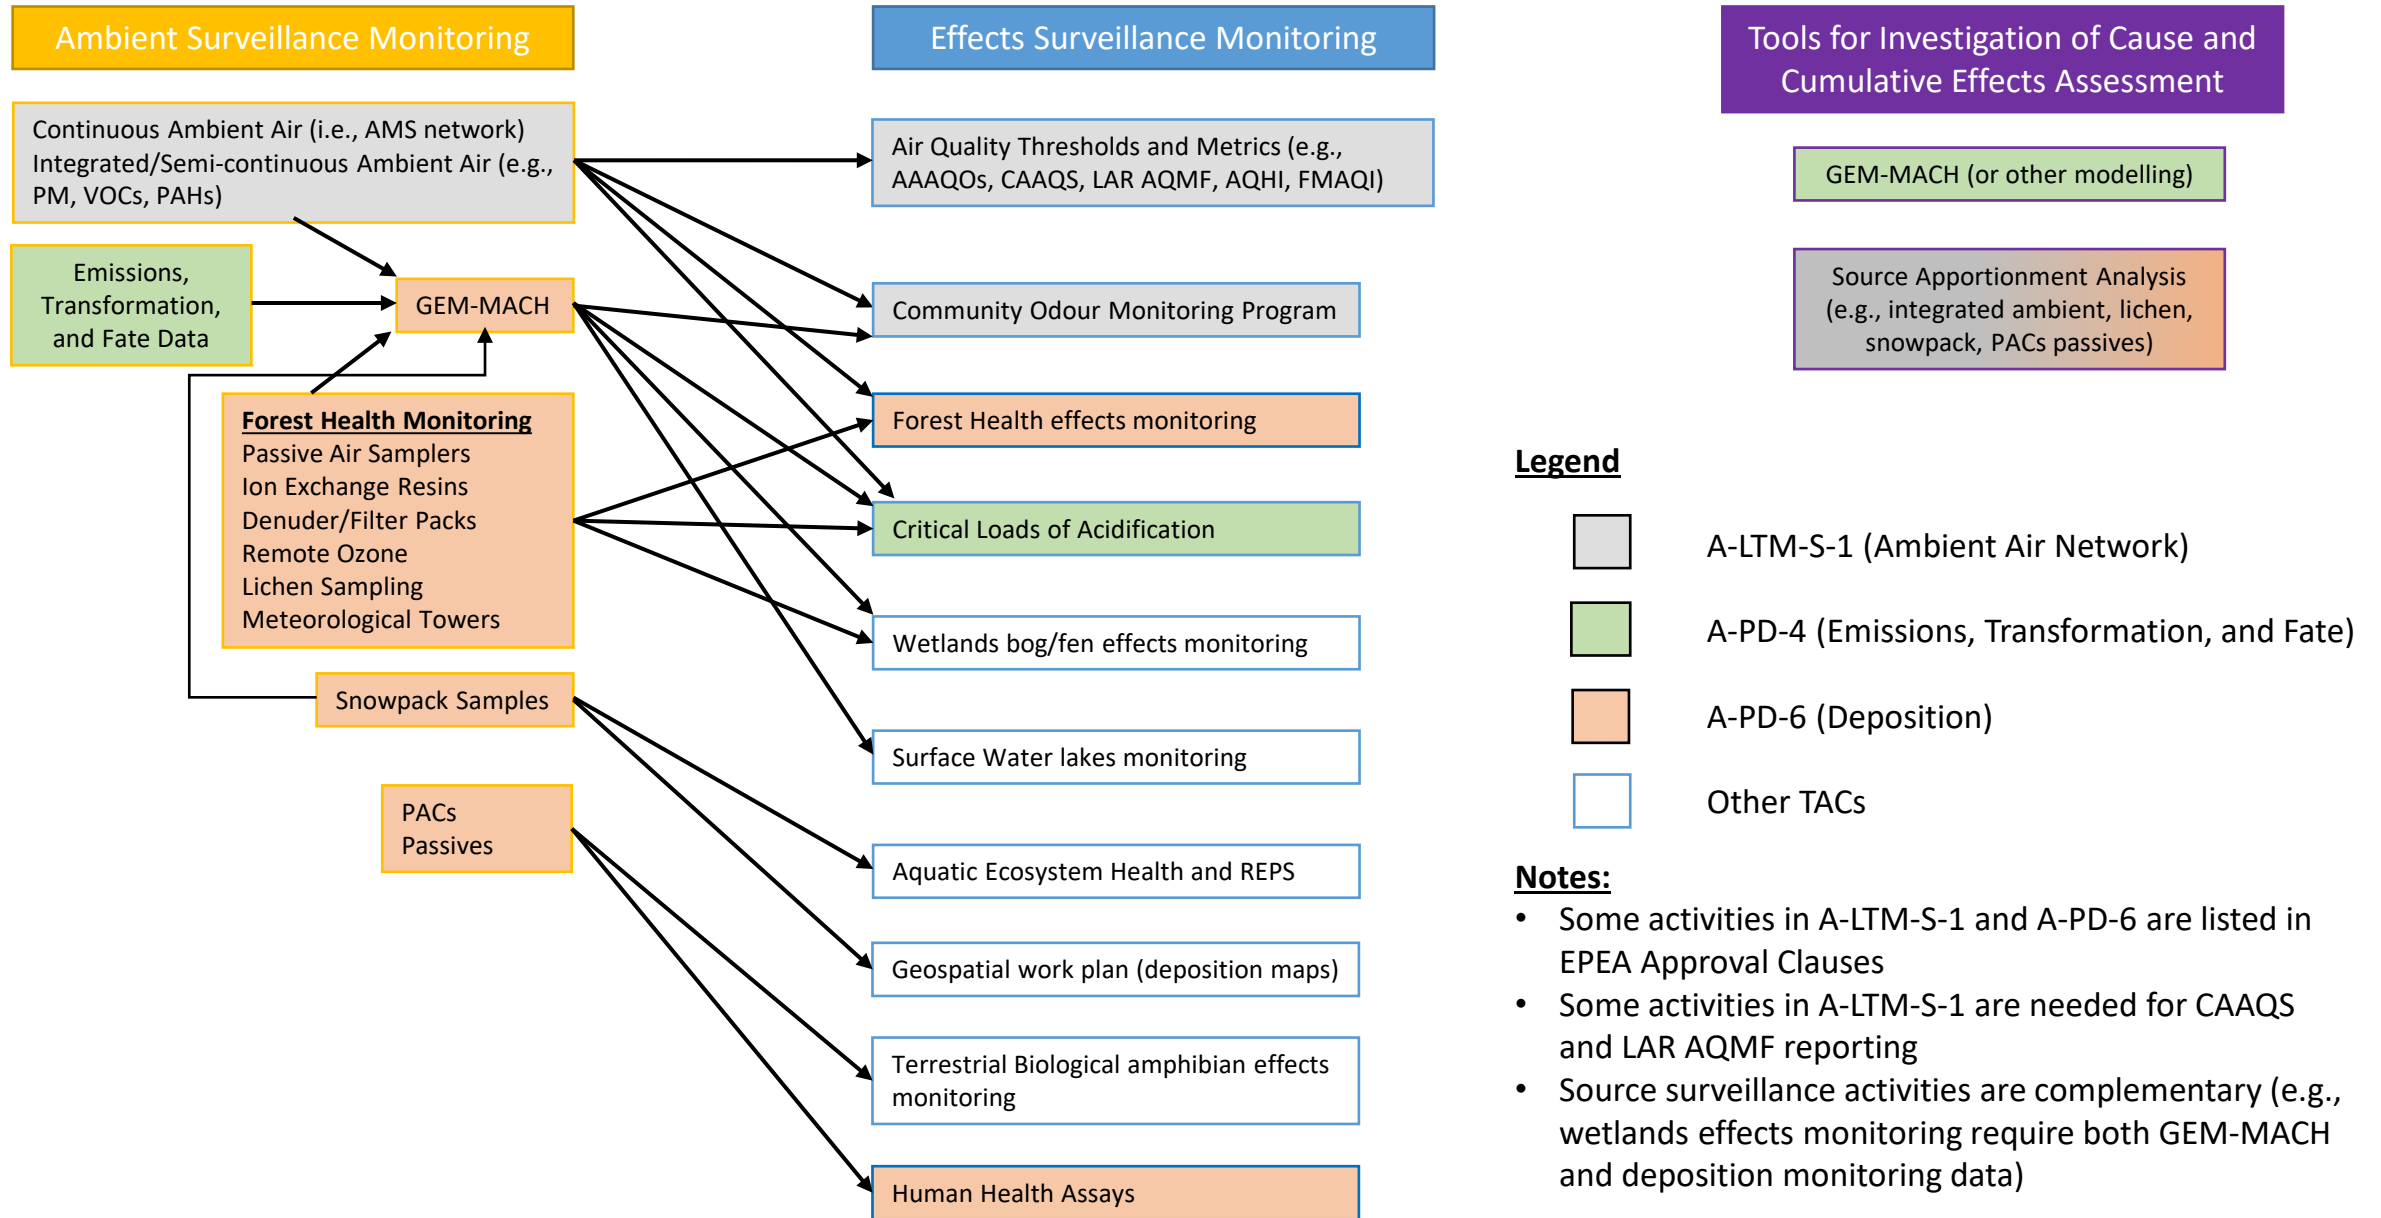 Ambient Surveillance Monitoring
Continuous Ambient Air (i.e., AMS network)
Integrated/Semi-continuous Ambient Air (e.g.,
PM, VOCs, PAHs)
Emissions,
Transformation,
and Fate Data
GEM-MACH
Forest Health Monitoring
Passive Air Samplers
Ion Exchange Resins
Denuder/Filter Packs
Remote Ozone
Lichen Sampling
Meteorological Towers
Snowpack Samples
PACs
Passives
Effects Surveillance Monitoring
Air Quality Thresholds and Metrics (e.g.,
AAAQOs, CAAQS, LAR AQMF, AQHI, FMAQI)
Community Odour Monitoring Program
Forest Health effects monitoring
Critical Loads of Acidification
Wetlands bog/fen effects monitoring
Surface Water lakes monitoring
Aquatic Ecosystem Health and REPS
Geospatial work plan (deposition maps)
Terrestrial Biological amphibian effects
monitoring
Human Health Assays
Tools for Investigation of Cause and
Cumulative Effects Assessment
GEM-MACH (or other modelling)
Source Apportionment Analysis
(e.g., integrated ambient, lichen,
snowpack, PACs passives)
Legend
A-LTM-S-1 (Ambient Air Network)
A-PD-4 (Emissions, Transformation, and Fate)
A-PD-6 (Deposition)
Other TACs
Notes:
• Some activities in A-LTM-S-1 and A-PD-6 are listed in
EPEA Approval Clauses
• Some activities in A-LTM-S-1 are needed for CAAQS
and LAR AQMF reporting
• Source surveillance activities are complementary (e.g.,
wetlands effects monitoring require both GEM-MACH
and deposition monitoring data)